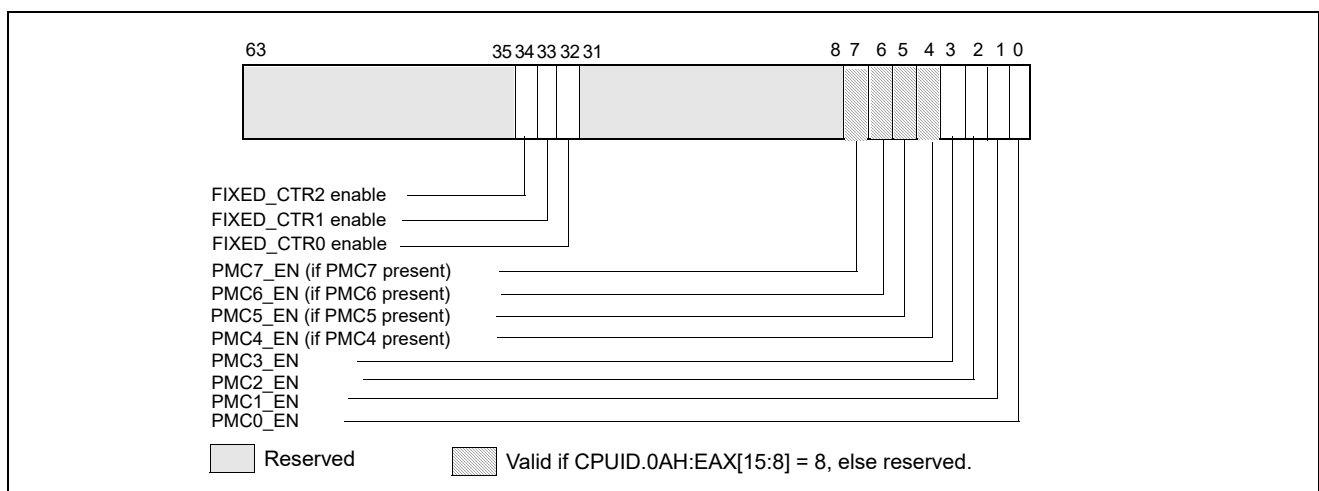 63 35 34 33 32 31 8 7 6 5 4 3 2 1 0
FIXED_CTR2 enable
FIXED_CTR1 enable
FIXED_CTR0 enable
PMC7_EN (if PMC7 present)
PMC6_EN (if PMC6 present)
PMC5_EN (if PMC5 present)
PMC4_EN (if PMC4 present)
PMC3_EN
PMC2_EN
PMC1_EN
PMC0_EN
Reserved Valid if CPUID.0AH:EAX[15:8] = 8, else reserved.